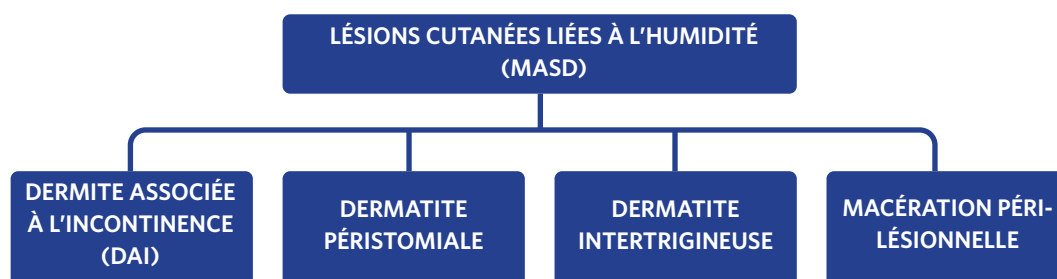 LÉSIONS CUTANÉES LIÉES À L’HUMIDITÉ
(MASD)
DERMITE ASSOCIÉE
À L’INCONTINENCE
(DAI)
DERMATITE
PÉRISTOMIALE
DERMATITE
INTERTRIGINEUSE
MACÉRATION PÉRI-
LÉSIONNELLE